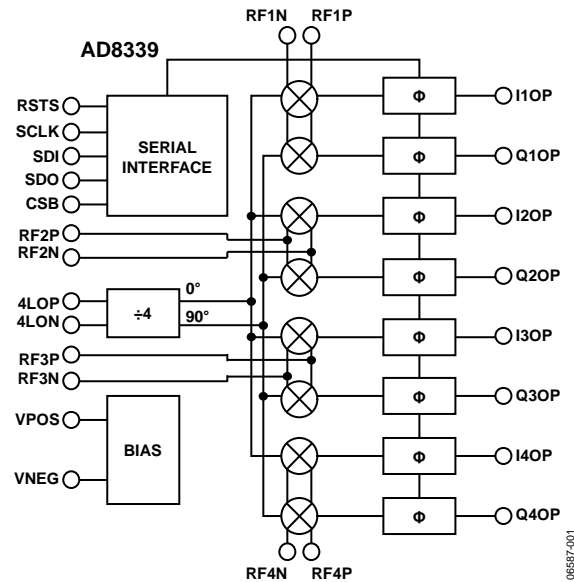 RF1N RF1P
AD8339
RSTS
SCLK
SDI
SDO
CSB
SERIAL
INTERFACE
RF2P
RF2N
4LOP
4LON
÷4
0°
90°
RF3P
RF3N
VPOS
VNEG
BIAS
Φ I1OP
Φ Q1OP
Φ I2OP
Φ Q2OP
Φ I3OP
Φ Q3OP
Φ I4OP
Φ Q4OP
RF4N RF4P
06587-001